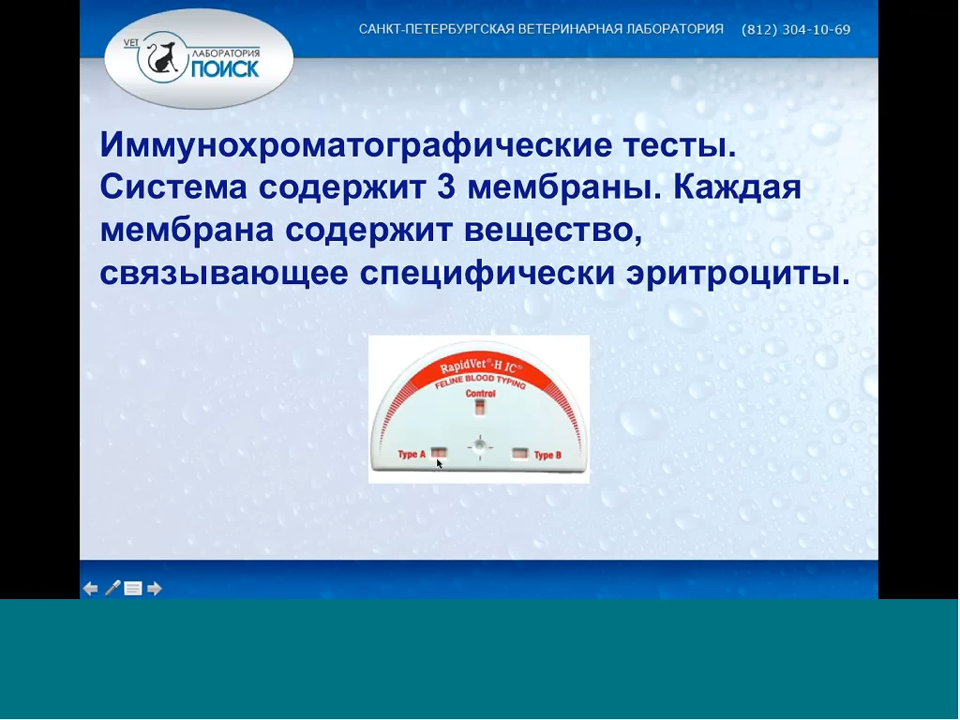 VET
ЛАБОРАТОРИЯ
ПОИСК
САНКТ-ПЕТЕРБУРГСКАЯ ВЕТЕРИНАРНАЯ ЛАБОРАТОРИЯ (812) 304-10-69
Иммунохроматографические тесты.
Система содержит 3 мембраны. Каждая
мембрана содержит вещество,
связывающее специфически эритроциты.
RapidVet®-H IC®
FELINE BLOOD TYPING
Control
Type A
Type B